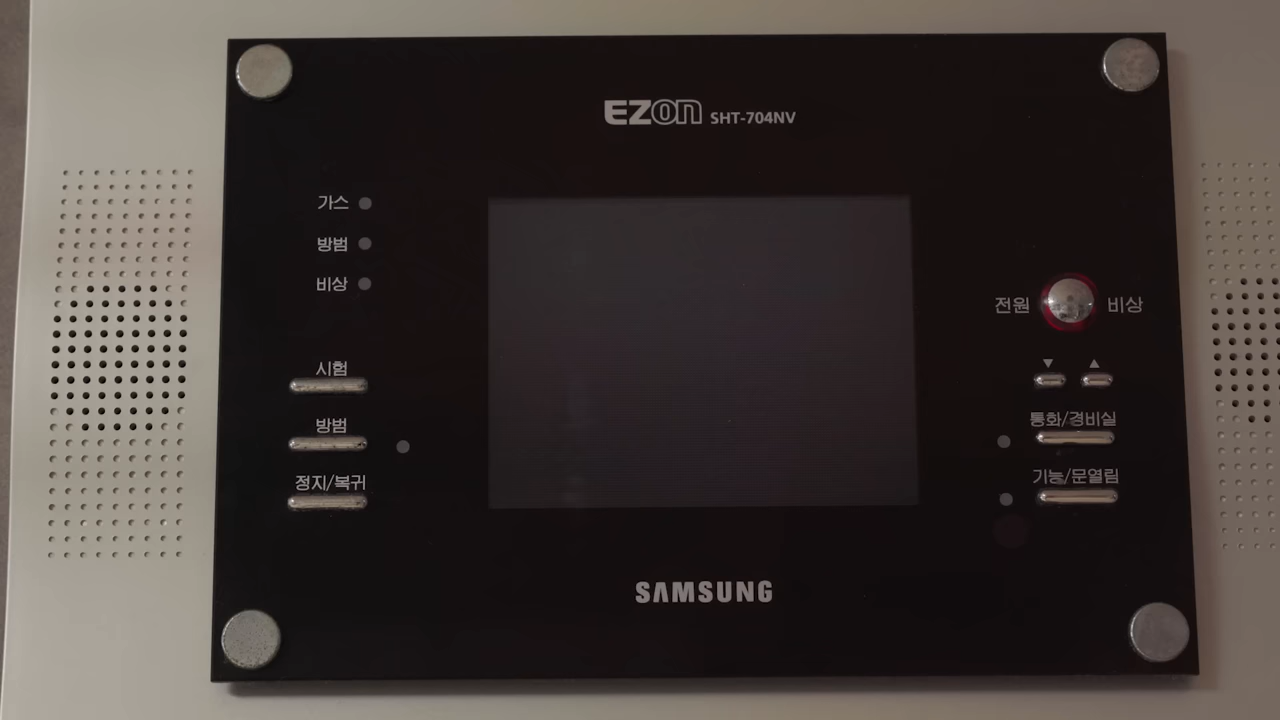 EZON SHT-704NV
가스
방범
비상
시험
방범
정지/복귀
전원 비상
▼ ▲
통화/경비실
기능/문열림
SAMSUNG